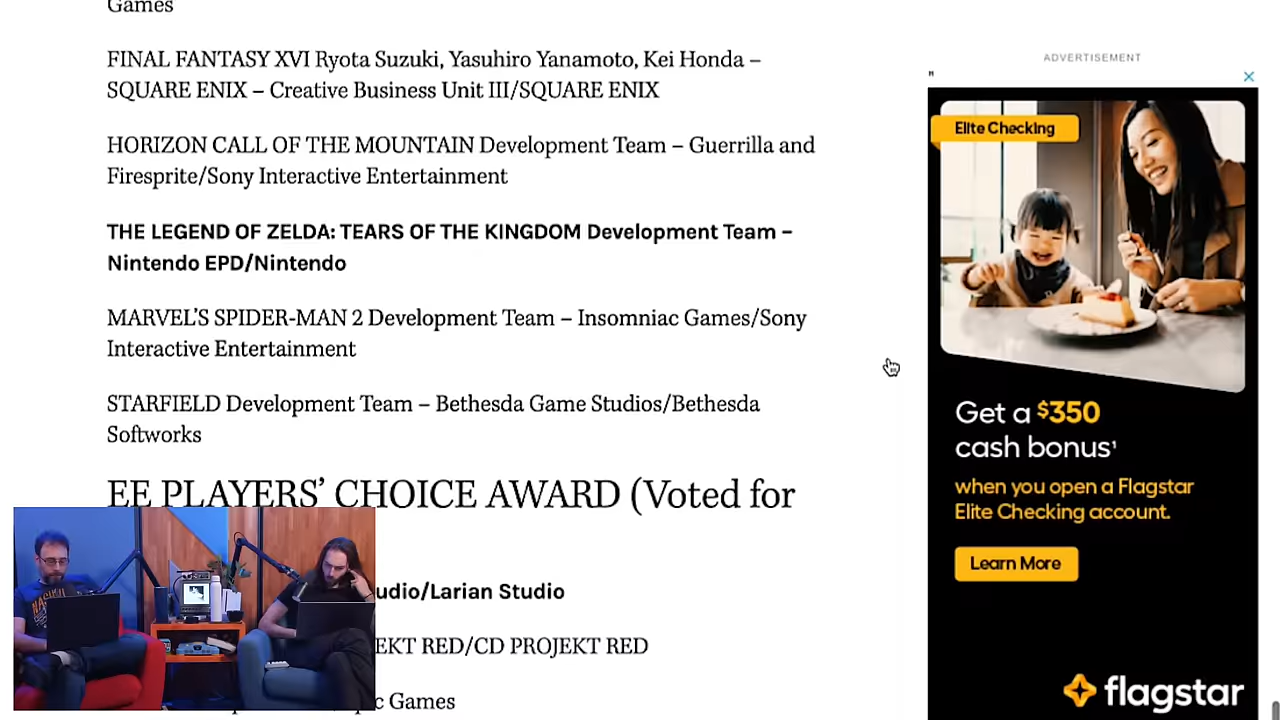 Games
FINAL FANTASY XVI Ryota Suzuki, Yasuhiro Yanamoto, Kei Honda –
SQUARE ENIX – Creative Business Unit III/SQUARE ENIX
HORIZON CALL OF THE MOUNTAIN Development Team – Guerrilla and
Firesprite/Sony Interactive Entertainment
THE LEGEND OF ZELDA: TEARS OF THE KINGDOM Development Team –
Nintendo EPD/Nintendo
MARVEL'S SPIDER-MAN 2 Development Team – Insomniac Games/Sony
Interactive Entertainment
STARFIELD Development Team – Bethesda Game Studios/Bethesda
Softworks
EE PLAYERS' CHOICE AWARD (Voted for
udio/Larian Studio
EKT RED/CD PROJEKT RED
c Games
ADVERTISEMENT
Elite Checking
Get a $350
cash bonus¹
when you open a Flagstar
Elite Checking account.
Learn More
flagstar